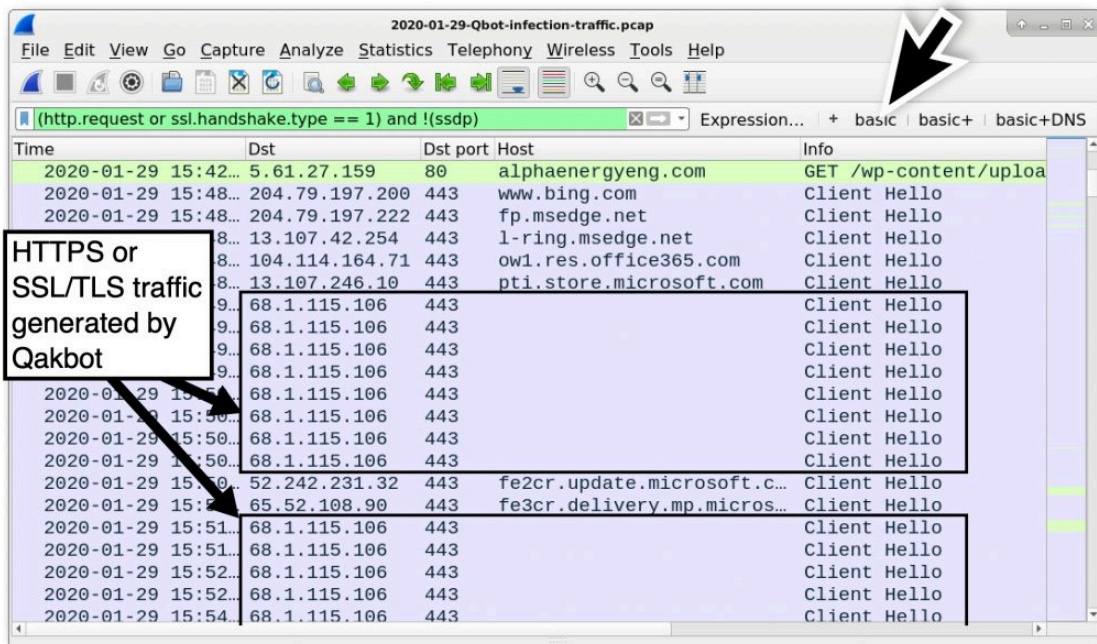 2020-01-29-Qbot-infection-traffic.pcap
File Edit View Go Capture Analyze Statistics Telephony Wireless Tools Help
(http.request or ssl.handshake.type == 1) and !(ssdp) Expression... + basic basic+ basic+DNS
Time Dst Dst port Host Info
2020-01-29 15:42… 5.61.27.159 80 alphaenergyeng.com GET /wp-content/uploa
2020-01-29 15:48… 204.79.197.200 443 www.bing.com Client Hello
2020-01-29 15:48… 204.79.197.222 443 fp.msedge.net Client Hello
8… 13.107.42.254 443 l-ring.msedge.net Client Hello
8… 104.114.164.71 443 ow1.res.office365.com Client Hello
8… 13.107.246.10 443 pti.store.microsoft.com Client Hello
HTTPS or
SSL/TLS traffic
generated by
Qakbot
9… 68.1.115.106 443 Client Hello
9… 68.1.115.106 443 Client Hello
9… 68.1.115.106 443 Client Hello
9… 68.1.115.106 443 Client Hello
68.1.115.106 443 Client Hello
68.1.115.106 443 Client Hello
68.1.115.106 443 Client Hello
2020-01-29 68.1.115.106 443 Client Hello
2020-01-29 52.242.231.32 443 fe2cr.update.microsoft.c… Client Hello
2020-01-29 65.52.108.90 443 fe3cr.delivery.mp.micros… Client Hello
2020-01-29 15:51… 68.1.115.106 443 Client Hello
2020-01-29 15:51… 68.1.115.106 443 Client Hello
2020-01-29 15:52… 68.1.115.106 443 Client Hello
2020-01-29 15:52… 68.1.115.106 443 Client Hello
2020-01-29 15:54… 68.1.115.106 443 Client Hello